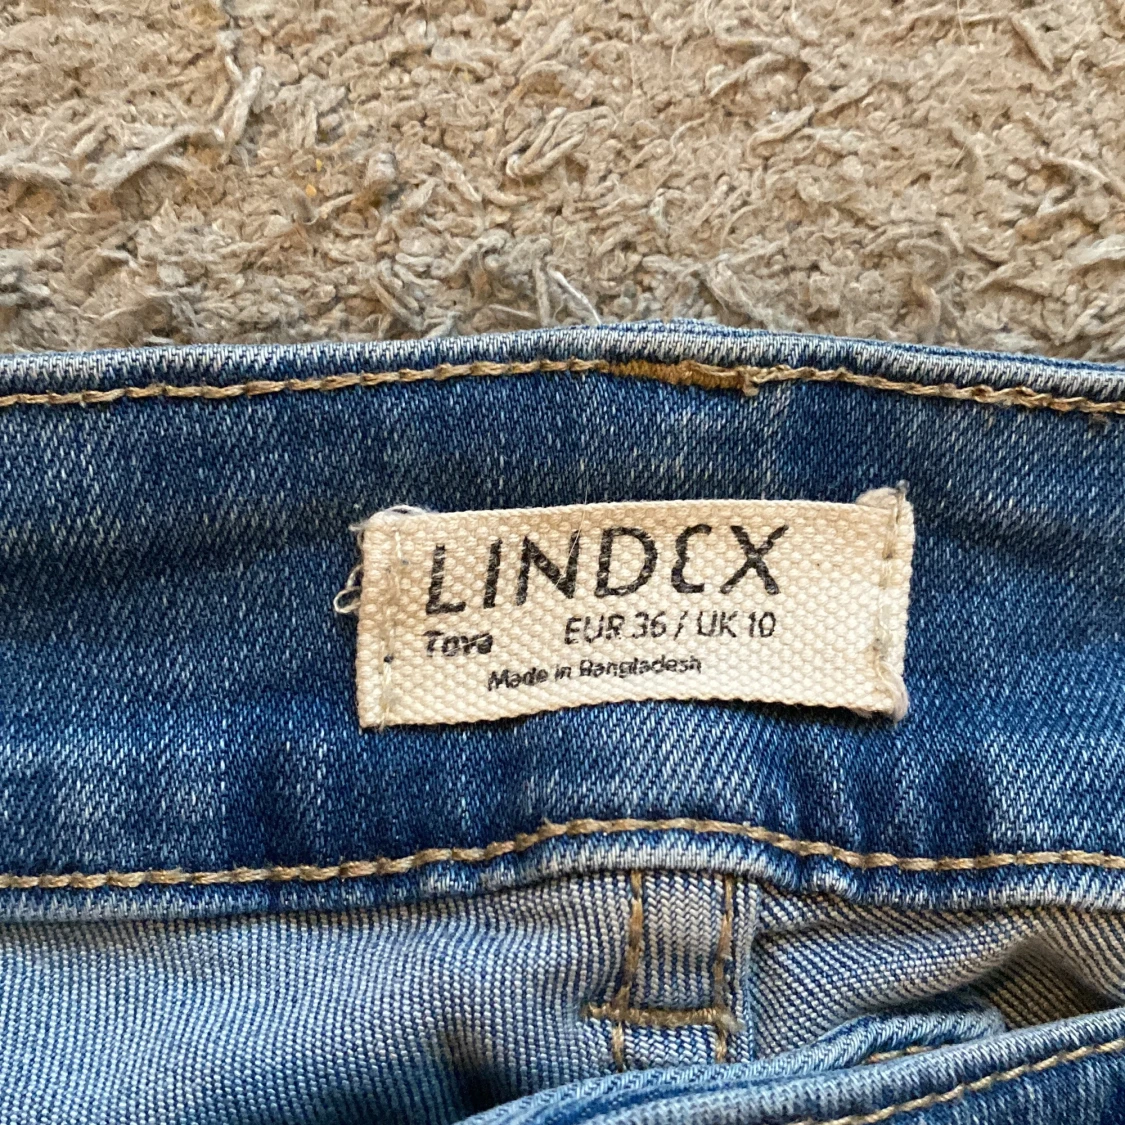 LINDEX
Tova EUR 36 / UK 10
Made in Bangladesh